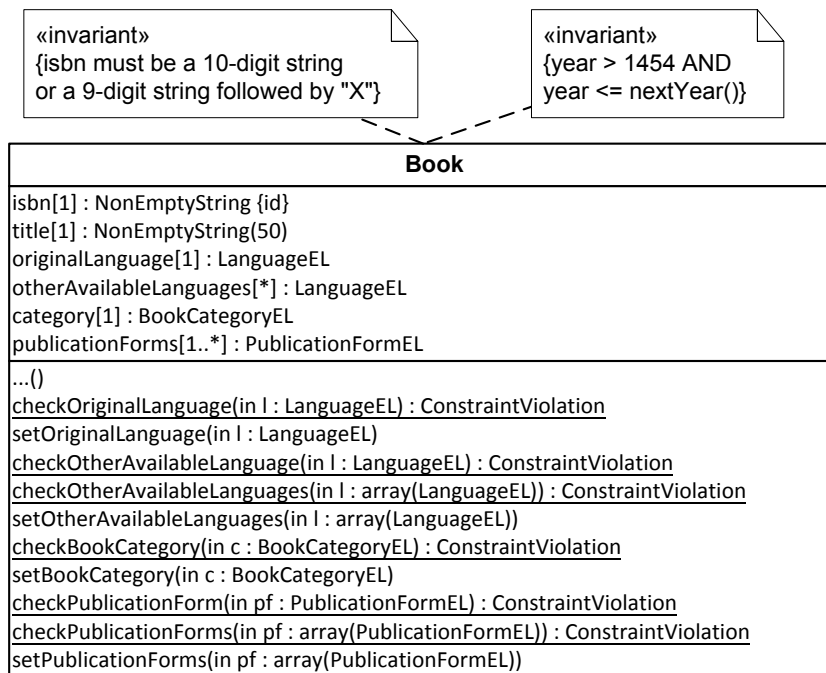 «invariant»
{isbn must be a 10-digit string
or a 9-digit string followed by "X"}
«invariant»
{year > 1454 AND
year <= nextYear()}
Book
isbn[1] : NonEmptyString {id}
title[1] : NonEmptyString(50)
originalLanguage[1] : LanguageEL
otherAvailableLanguages[*] : LanguageEL
category[1] : BookCategoryEL
publicationForms[1..*] : PublicationFormEL
...()
checkOriginalLanguage(in l : LanguageEL) : ConstraintViolation
setOriginalLanguage(in l : LanguageEL)
checkOtherAvailableLanguage(in l : LanguageEL) : ConstraintViolation
checkOtherAvailableLanguages(in l : array(LanguageEL)) : ConstraintViolation
setOtherAvailableLanguages(in l : array(LanguageEL))
checkBookCategory(in c : BookCategoryEL) : ConstraintViolation
setBookCategory(in c : BookCategoryEL)
checkPublicationForm(in pf : PublicationFormEL) : ConstraintViolation
checkPublicationForms(in pf : array(PublicationFormEL)) : ConstraintViolation
setPublicationForms(in pf : array(PublicationFormEL))